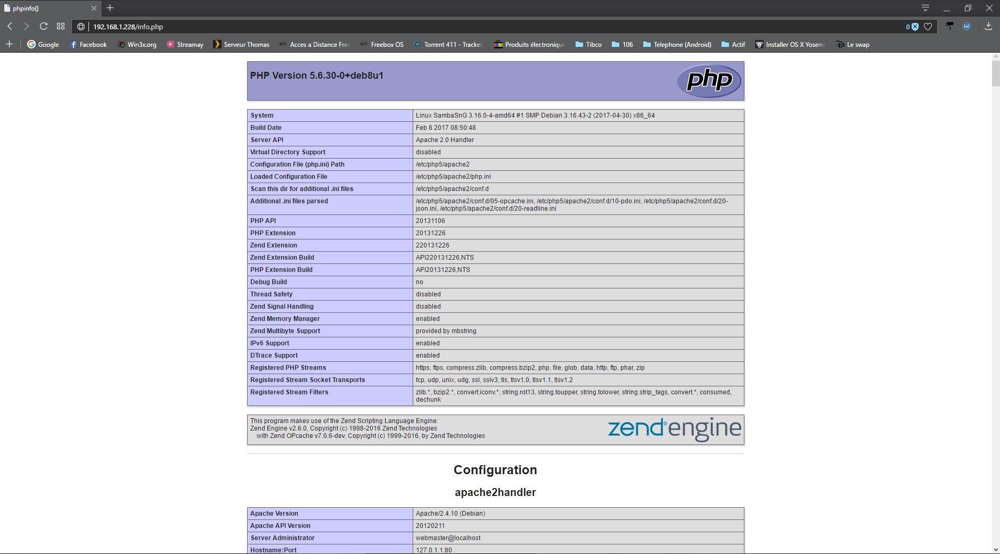 phpinfo()
192.168.1.228/info.php
0
Google Facebook Win3x.org Streamay Serveur Thomas Acces a Distance Free Freebox OS Torrent 411 - Tracker Produits électronique Tibco 106 Telephone (Android) Actif Installer OS X Yosemi Le swap
PHP Version 5.6.30-0+deb8u1
php
System Linux SambaSnG 3.16.0-4-amd64 #1 SMP Debian 3.16.43-2 (2017-04-30) x86_64
Build Date Feb 8 2017 08:50:48
Server API Apache 2.0 Handler
Virtual Directory Support disabled
Configuration File (php.ini) Path /etc/php5/apache2
Loaded Configuration File /etc/php5/apache2/php.ini
Scan this dir for additional .ini files /etc/php5/apache2/conf.d
Additional .ini files parsed /etc/php5/apache2/conf.d/05-opcache.ini, /etc/php5/apache2/conf.d/10-pdo.ini, /etc/php5/apache2/conf.d/20-
json.ini, /etc/php5/apache2/conf.d/20-readline.ini
PHP API 20131106
PHP Extension 20131226
Zend Extension 220131226
Zend Extension Build API220131226,NTS
PHP Extension Build API20131226,NTS
Debug Build no
Thread Safety disabled
Zend Signal Handling disabled
Zend Memory Manager enabled
Zend Multibyte Support provided by mbstring
IPv6 Support enabled
DTrace Support enabled
Registered PHP Streams https, ftps, compress.zlib, compress.bzip2, php, file, glob, data, http, ftp, phar, zip
Registered Stream Socket Transports tcp, udp, unix, udg, ssl, sslv3, tls, tlsv1.0, tlsv1.1, tlsv1.2
Registered Stream Filters zlib.*, bzip2.*, convert.iconv.*, string.rot13, string.toupper, string.tolower, string.strip_tags, convert.*, consumed,
dechunk
This program makes use of the Zend Scripting Language Engine:
Zend Engine v2.6.0, Copyright (c) 1998-2016 Zend Technologies
with Zend OPcache v7.0.6-dev, Copyright (c) 1999-2016, by Zend Technologies
zend® engine
Configuration
apache2handler
Apache Version Apache/2.4.10 (Debian)
Apache API Version 20120211
Server Administrator webmaster@localhost
Hostname:Port 127.0.1.1:80